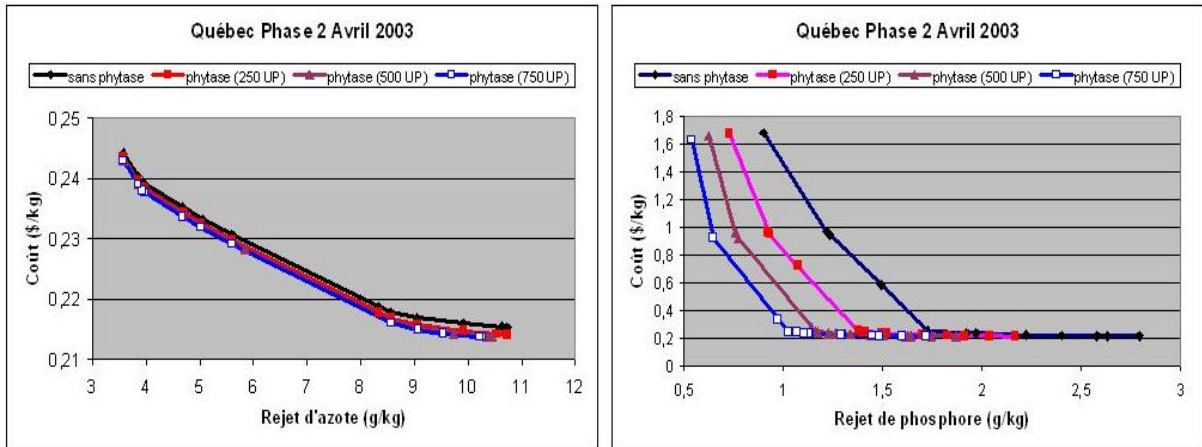 Québec Phase 2 Avril 2003
sans phytase phytase (250 UP) phytase (500 UP) phytase (750 UP)
0,25
0,24
0,23
0,22
0,21
Coût ($/kg)
3 4 5 6 7 8 9 10 11 12
Rejet d'azote (g/kg)
Québec Phase 2 Avril 2003
sans phytase phytase (250 UP) phytase (500 UP) phytase (750 UP)
1,8
1,6
1,4
1,2
1
0,8
0,6
0,4
0,2
0
Coût ($/kg)
0,5 1 1,5 2 2,5 3
Rejet de phosphore (g/kg)